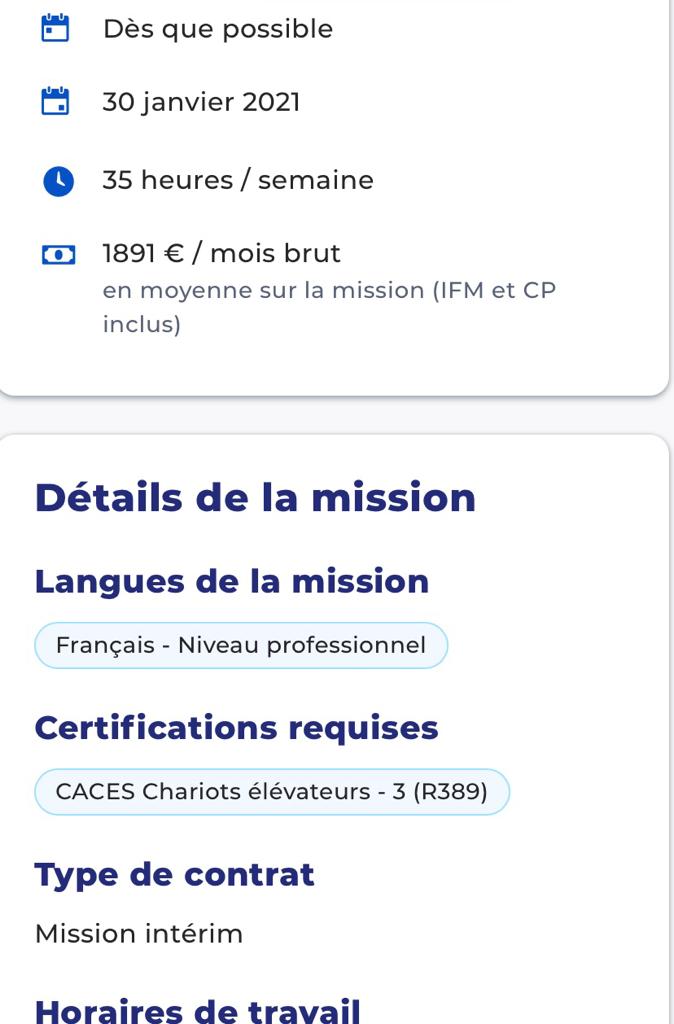 Dès que possible
30 janvier 2021
35 heures / semaine
1891 € / mois brut
en moyenne sur la mission (IFM et CP
inclus)
Détails de la mission
Langues de la mission
Français - Niveau professionnel
Certifications requises
CACES Chariots élévateurs - 3 (R389)
Type de contrat
Mission intérim
Horaires de travail